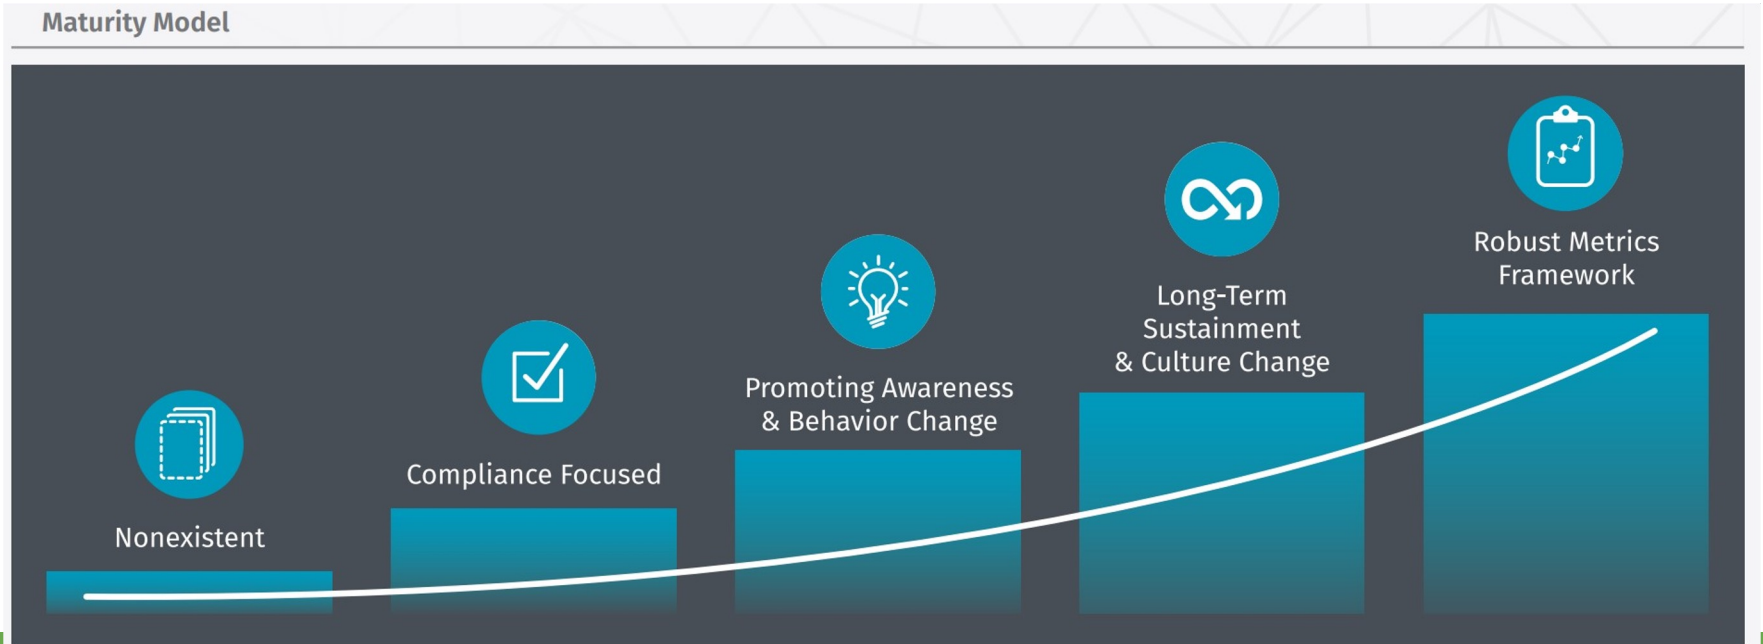 Maturity Model
Nonexistent
Compliance Focused
Promoting Awareness
& Behavior Change
Long-Term
Sustainment
& Culture Change
Robust Metrics
Framework